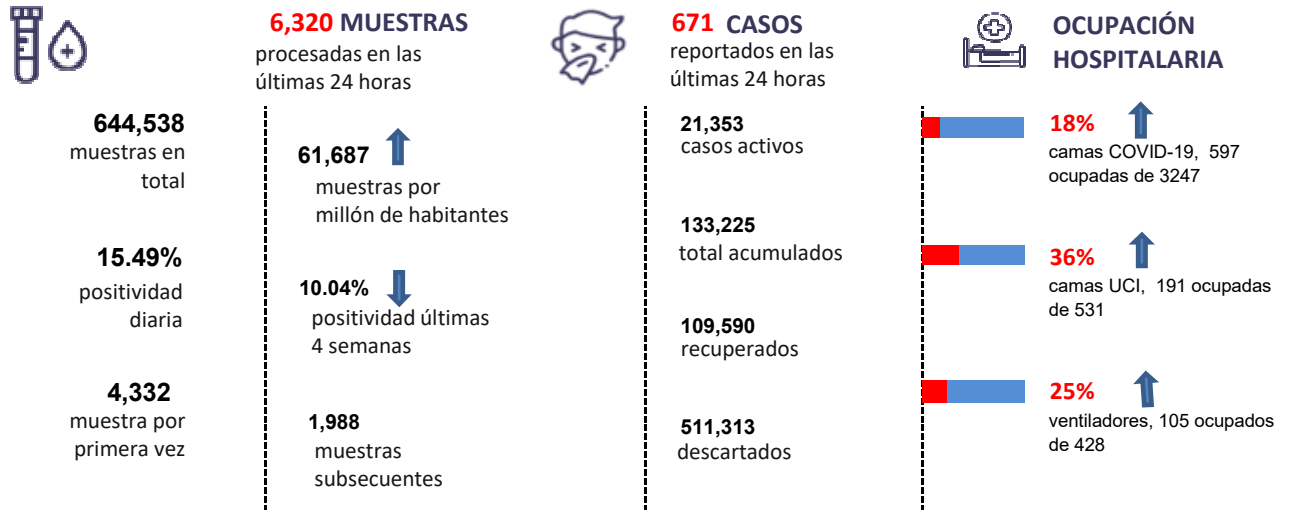 6,320 MUESTRAS
procesadas en las
últimas 24 horas
644,538
muestras en
total
15.49%
positividad
diaria
4,332
muestra por
primera vez
61,687
muestras por
millón de habitantes
10.04%
positividad últimas
4 semanas
1,988
muestras
subsecuentes
671 CASOS
reportados en las
últimas 24 horas
21,353
casos activos
133,225
total acumulados
109,590
recuperados
511,313
descartados
OCUPACIÓN
HOSPITALARIA
18%
camas COVID-19, 597
ocupadas de 3247
36%
camas UCI, 191 ocupadas
de 531
25%
ventiladores, 105 ocupados
de 428